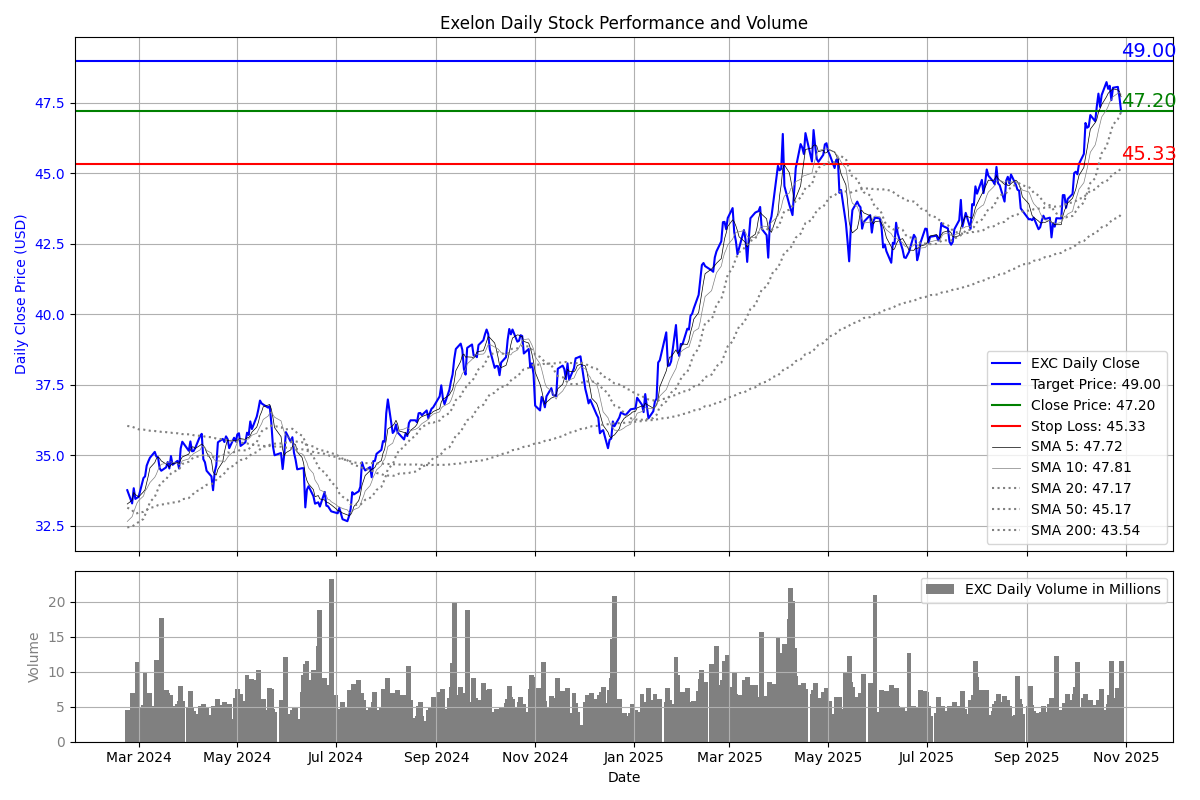 Exelon Daily Stock Performance and Volume
Daily Close Price (USD)
47.5
45.0
42.5
40.0
37.5
35.0
32.5
49.00
47.20
45.33
EXC Daily Close
Target Price: 49.00
Close Price: 47.20
Stop Loss: 45.33
SMA 5: 47.72
SMA 10: 47.81
SMA 20: 47.17
SMA 50: 45.17
SMA 200: 43.54
Volume
20
15
10
5
0
EXC Daily Volume in Millions
Mar 2024 May 2024 Jul 2024 Sep 2024 Nov 2024 Jan 2025 Mar 2025 May 2025 Jul 2025 Sep 2025 Nov 2025
Date